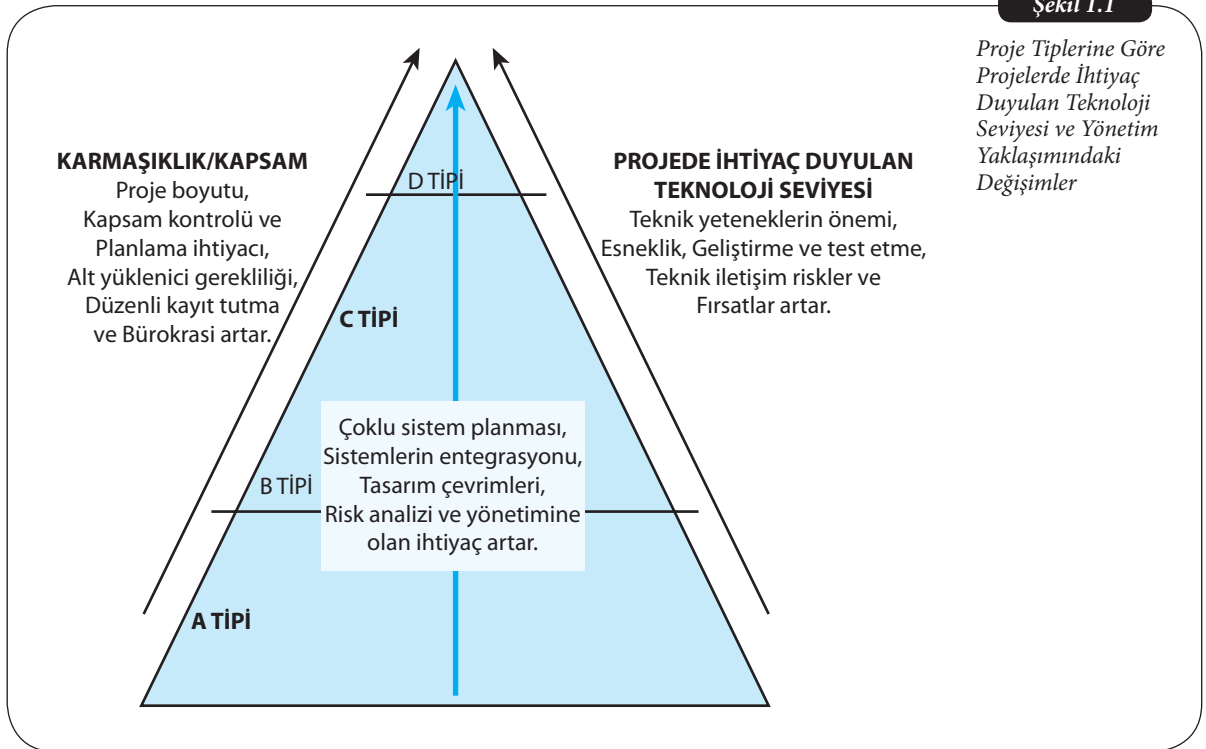 Şekil 1.1
Proje Tiplerine Göre
Projelerde İhtiyaç
Duyulan Teknoloji
Seviyesi ve Yönetim
Yaklaşımındaki
Değişimler
KARMAŞIKLIK/KAPSAM
Proje boyutu,
Kapsam kontrolü ve
Planlama ihtiyacı,
Alt yüklenici gerekliliği,
Düzenli kayıt tutma
ve Bürokrasi artar.
PROJEDE İHTİYAÇ DUYULAN
TEKNOLOJİ SEVİYESİ
Teknik yeteneklerin önemi,
Esneklik, Geliştirme ve test etme,
Teknik iletişim riskler ve
Fırsatlar artar.
D TİPİ
C TİPİ
Çoklu sistem planması,
Sistemlerin entegrasyonu,
Tasarım çevrimleri,
Risk analizi ve yönetimine
olan ihtiyaç artar.
B TİPİ
A TİPİ